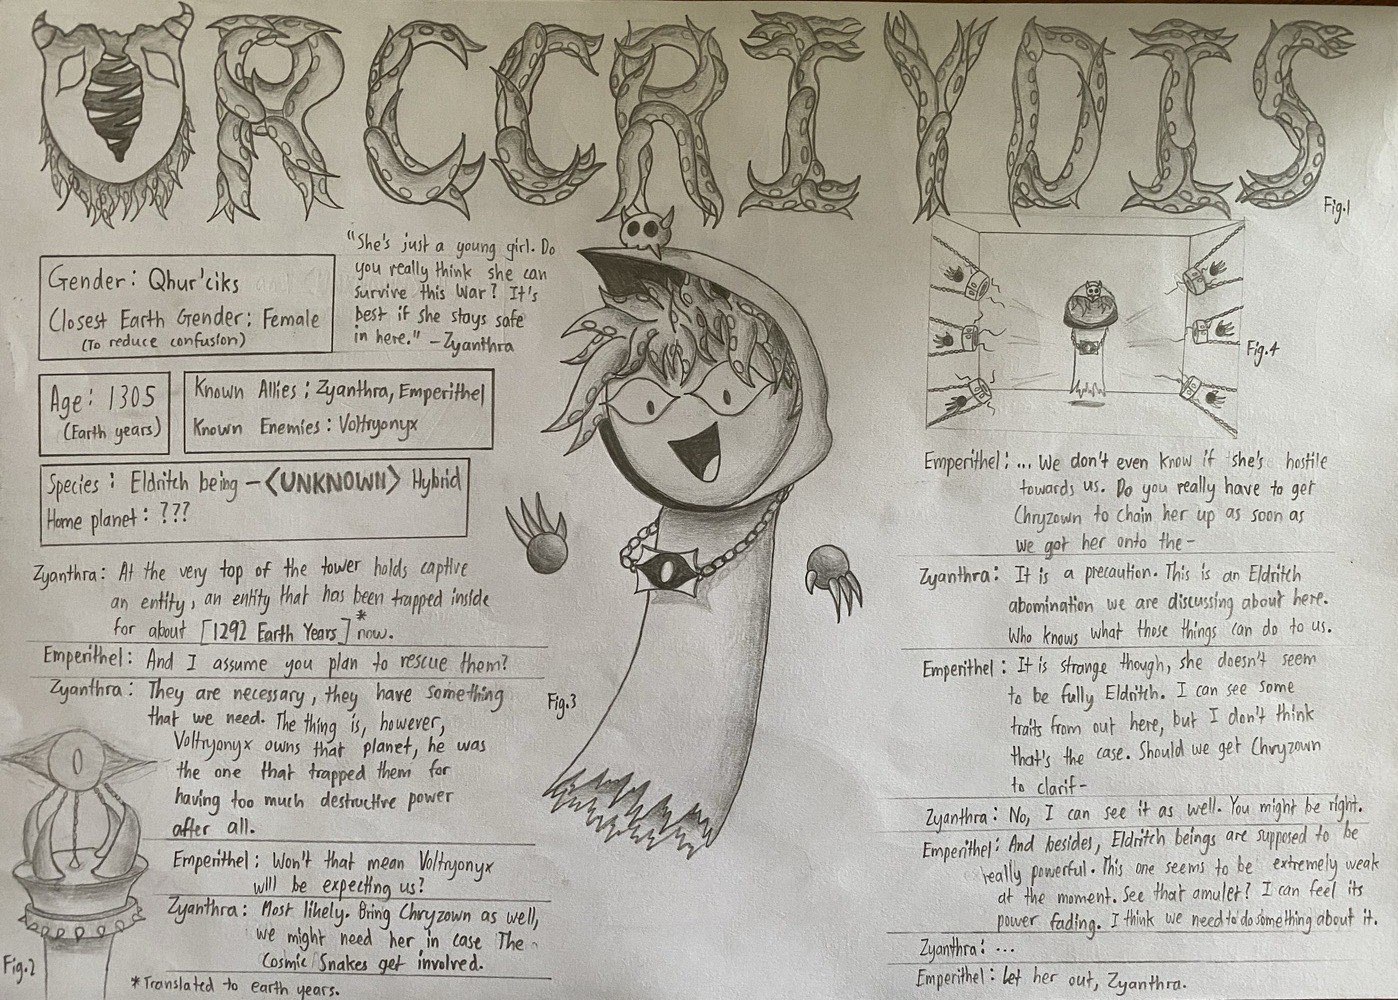 URCCRIYDIS
Fig.1
Gender: Qhur'ciks
Closest Earth Gender: Female
(To reduce confusion)
"She's just a young girl. Do
you really think she can
survive this War? It's
best if she stays safe
in here." - Zyanthra
Age: 1305
(Earth years)
Known Allies: Zyanthra, Emperithel
Known Enemies: Voltryonyx
Species: Eldritch being - <UNKNOWN> Hybrid
Home planet: ???
Zyanthra: At the very top of the tower holds captive
an entity, an entity that has been trapped inside
for about [1292 Earth Years]* now.
Emperithel: And I assume you plan to rescue them?
Zyanthra: They are necessary, they have something
that we need. The thing is, however,
Voltryonyx owns that planet, he was
the one that trapped them for
having too much destructive power
after all.
Emperithel: Won't that mean Voltryonyx
will be expecting us?
Zyanthra: Most likely. Bring Chryzown as well,
we might need her in case The
Cosmic Snakes get involved.
*Translated to earth years.
Fig.2
Fig.3
Fig.4
Emperithel: ... We don't even know if she's hostile
towards us. Do you really have to get
Chryzown to chain her up as soon as
we got her onto the-
Zyanthra: It is a precaution. This is an Eldritch
abomination we are discussing about here.
Who knows what those things can do to us.
Emperithel: It is strange though, she doesn't seem
to be fully Eldritch. I can see some
traits from out here, but I don't think
that's the case. Should we get Chryzown
to clarif-
Zyanthra: No, I can see it as well. You might be right.
Emperithel: And besides, Eldritch beings are supposed to be
really powerful. This one seems to be extremely weak
at the moment. See that amulet? I can feel its
power fading. I think we need to do something about it.
Zyanthra: ...
Emperithel: Let her out, Zyanthra.